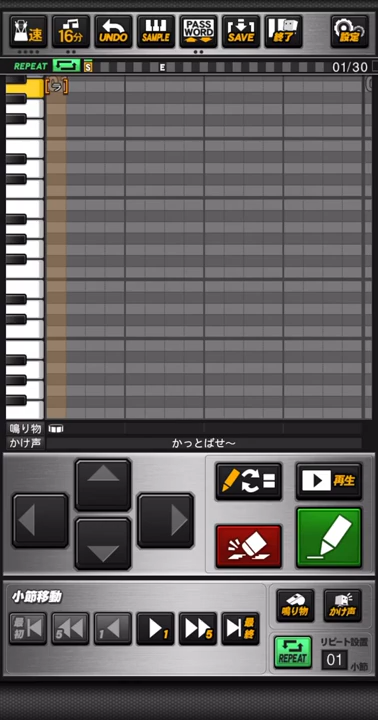 速
16分
UNDO
SAMPLE
PASS
WORD
SAVE
終了
設定
REPEAT
S
E
01/30
ラ
鳴り物
かけ声
かっとばせ～
再生
小節移動
最初
5
1
1
5
最終
鳴り物
かけ声
REPEAT
リピート設置
01
小節